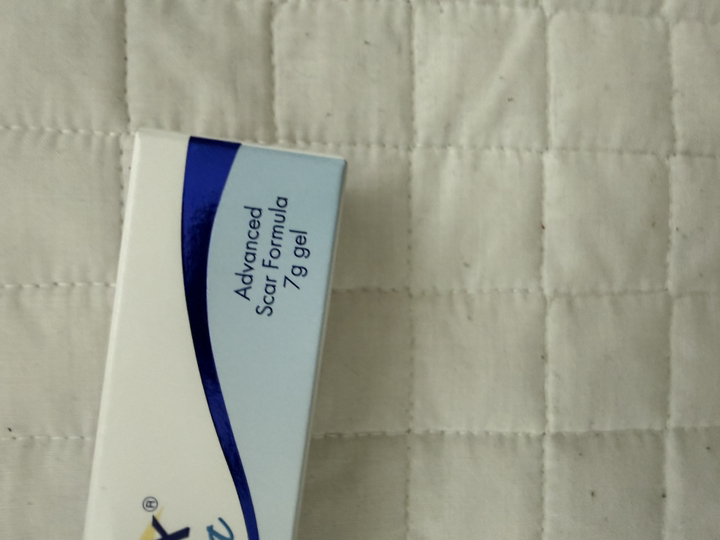 Advanced
Scar Formula
7g gel
®